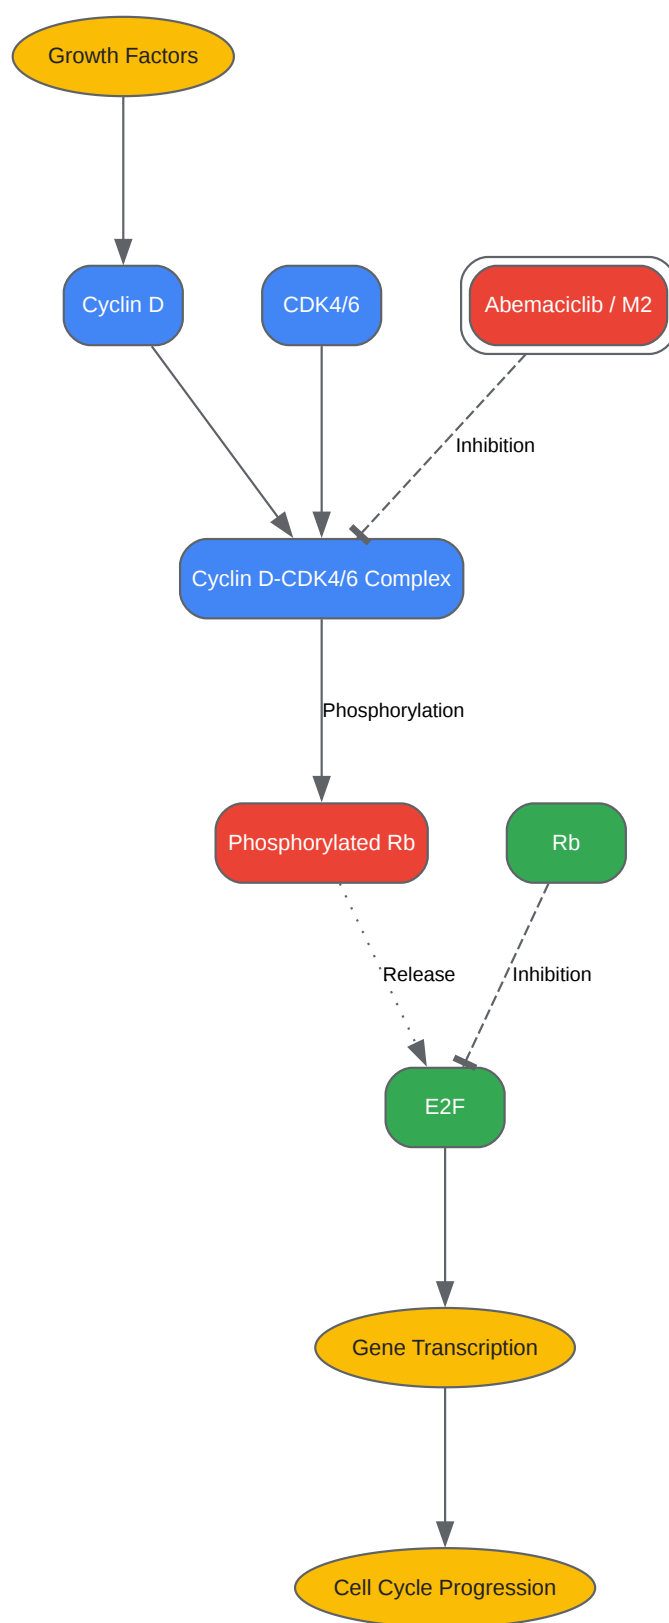 Growth Factors
Cyclin D
CDK4/6
Abemaciclib / M2
Inhibition
Cyclin D-CDK4/6 Complex
Phosphorylation
Phosphorylated Rb
Rb
Release
Inhibition
E2F
Gene Transcription
Cell Cycle Progression